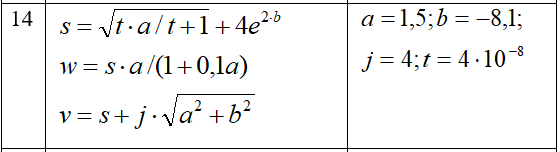 14
s = √(t·a/t+1) + 4e^(2·b)
w = s·a/(1+0,1a)
v = s + j·√(a² + b²)
a = 1,5; b = −8,1;
j = 4; t = 4·10⁻⁸